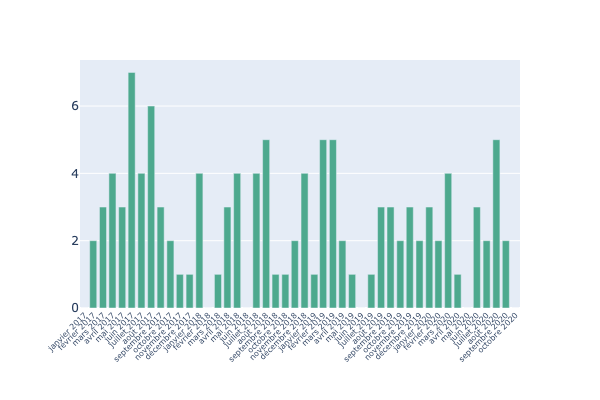 6
4
2
0
janvier 2017
février 2017
mars 2017
avril 2017
mai 2017
juin 2017
juillet 2017
août 2017
septembre 2017
octobre 2017
novembre 2017
décembre 2017
janvier 2018
février 2018
mars 2018
avril 2018
mai 2018
juin 2018
juillet 2018
août 2018
septembre 2018
octobre 2018
novembre 2018
décembre 2018
janvier 2019
février 2019
mars 2019
avril 2019
mai 2019
juin 2019
juillet 2019
août 2019
septembre 2019
octobre 2019
novembre 2019
décembre 2019
janvier 2020
février 2020
mars 2020
avril 2020
mai 2020
juin 2020
juillet 2020
août 2020
septembre 2020
octobre 2020